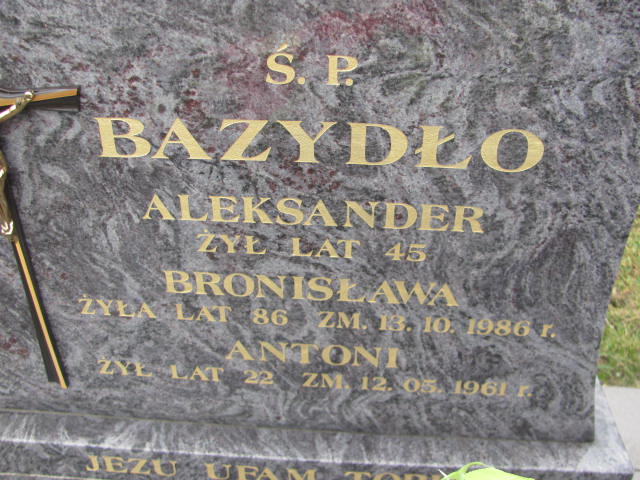 Ś. P.
BAZYDŁO
ALEKSANDER
ŻYŁ LAT 45
BRONISŁAWA
ŻYŁA LAT 86 ZM. 13. 10. 1986 r.
ANTONI
ŻYŁ LAT 22 ZM. 12. 05. 1961 r.
JEZU UFAM